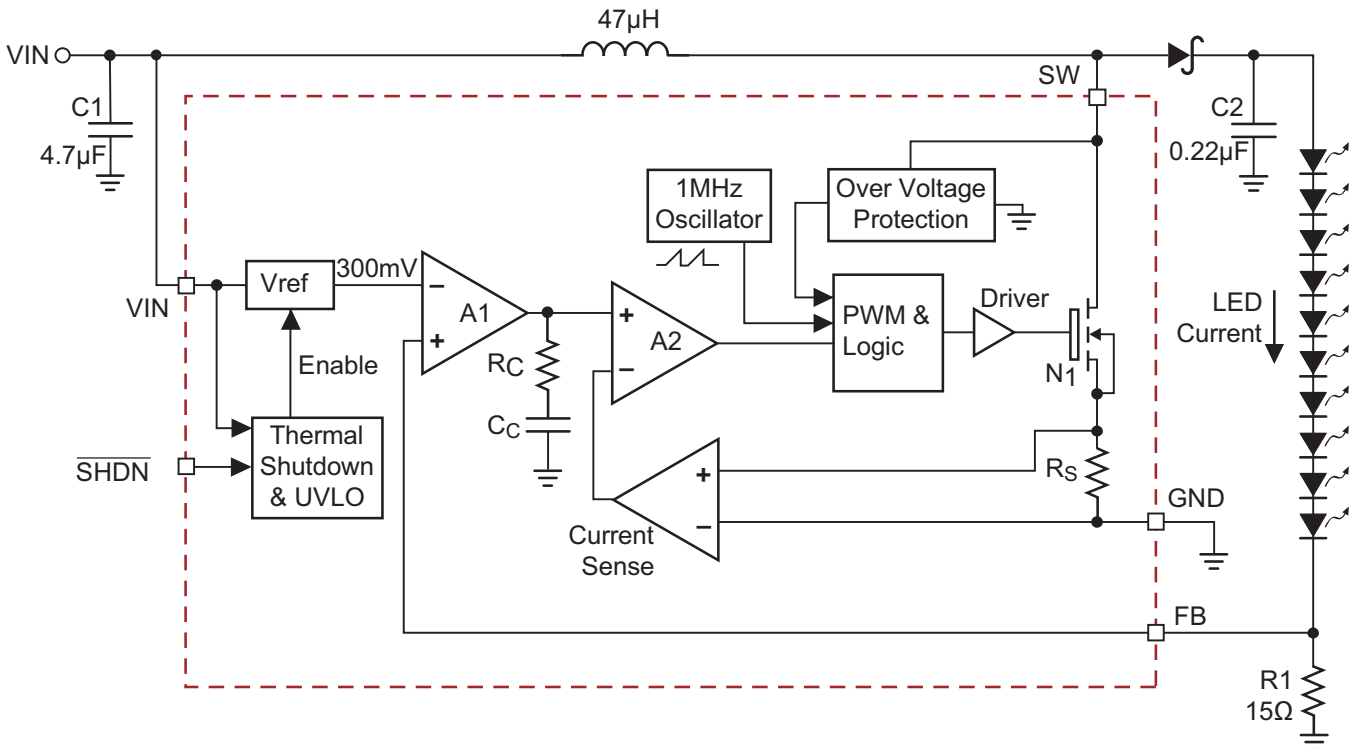 47µH
VIN
SW
C1
4.7µF
C2
0.22µF
1MHz
Oscillator
Over Voltage
Protection
VIN
Vref
300mV
−
+
A1
Enable
RC
CC
+
−
A2
PWM &
Logic
Driver
N1
LED
Current
Thermal
Shutdown
& UVLO
SHDN
+
−
Current
Sense
RS
GND
FB
R1
15Ω